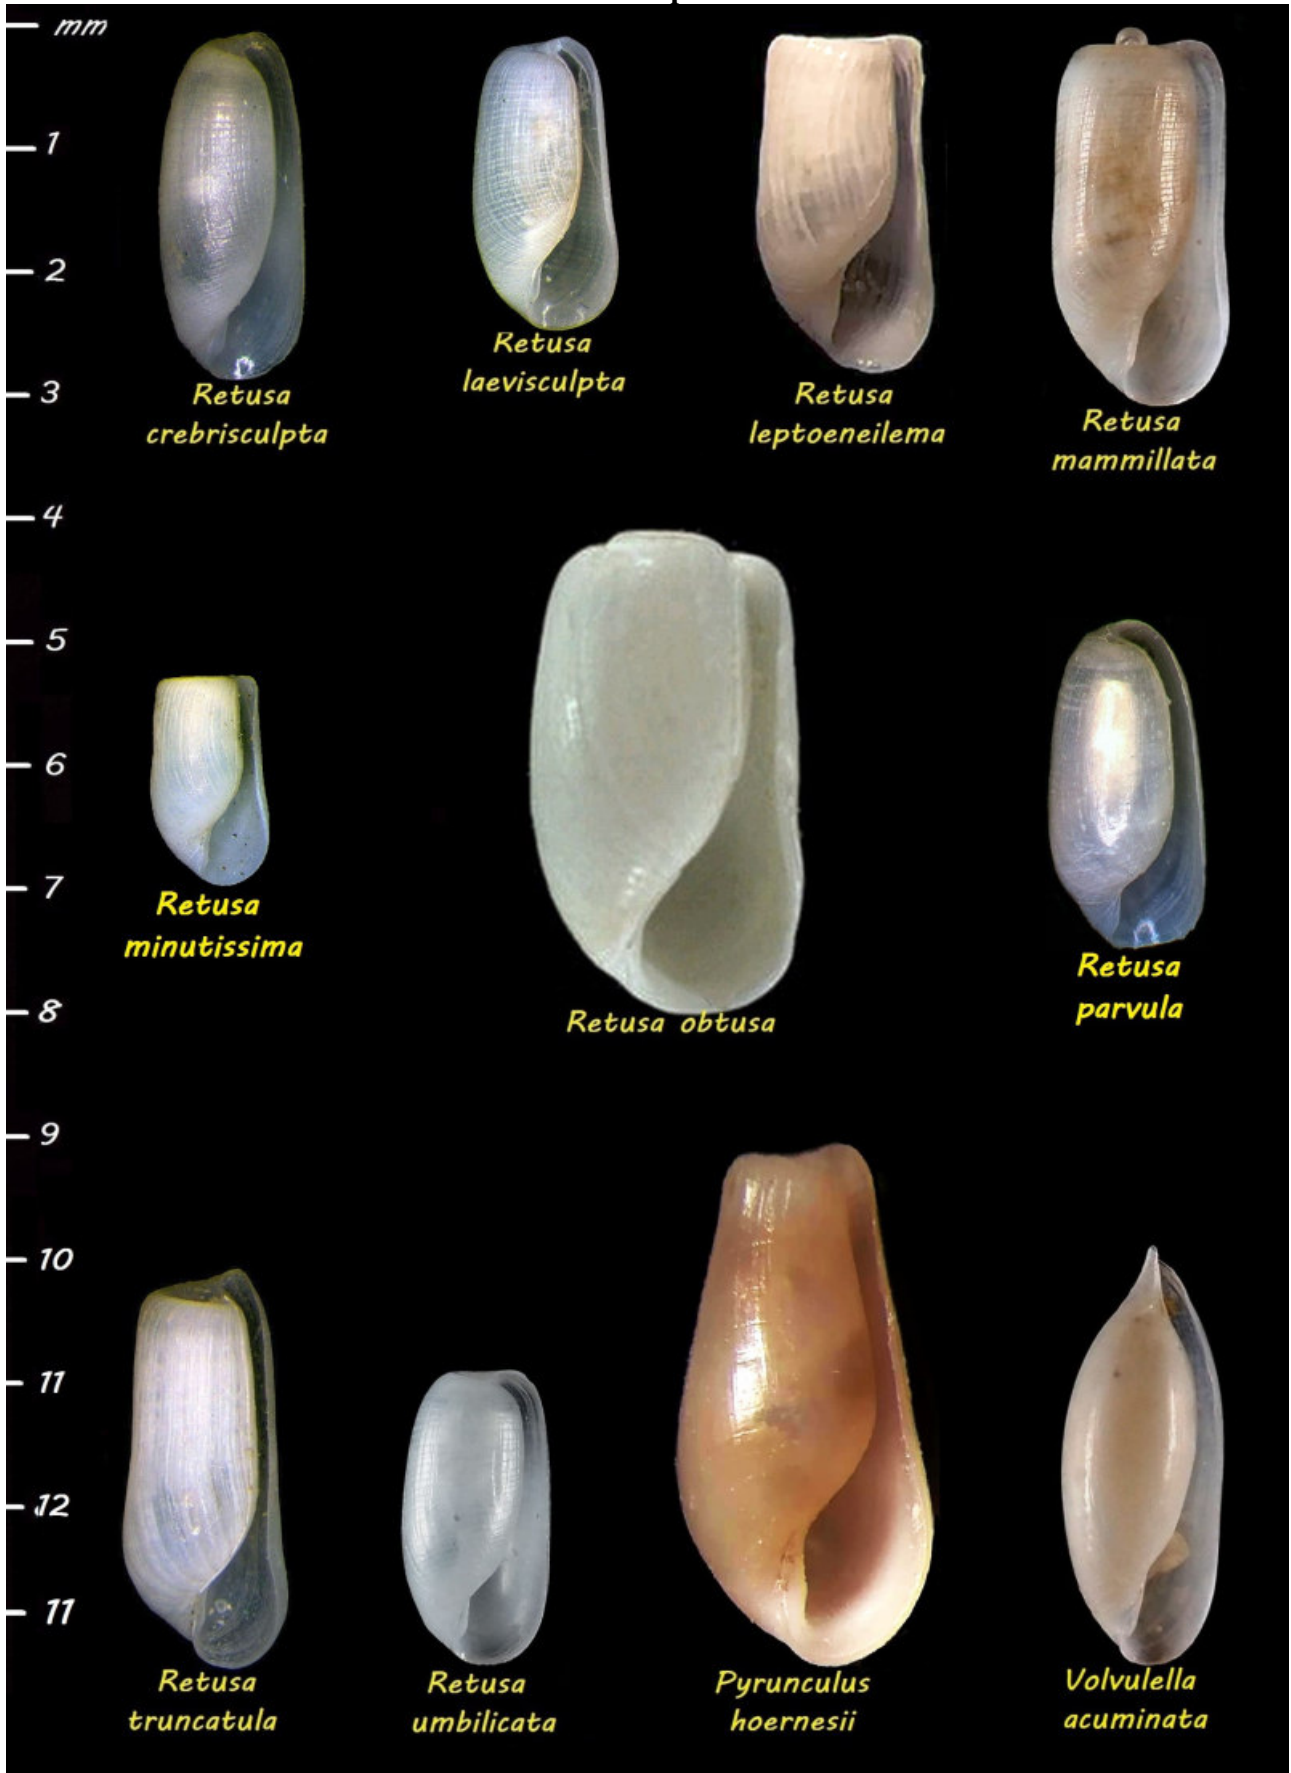 mm
1
2
3
Retusa
crebrisculpta
Retusa
laevisculpta
Retusa
leptoeneilema
Retusa
mammillata
4
5
6
7
8
Retusa
minutissima
Retusa obtusa
Retusa
parvula
9
10
11
12
11
Retusa
truncatula
Retusa
umbilicata
Pyrunculus
hoernesii
Volvulella
acuminata